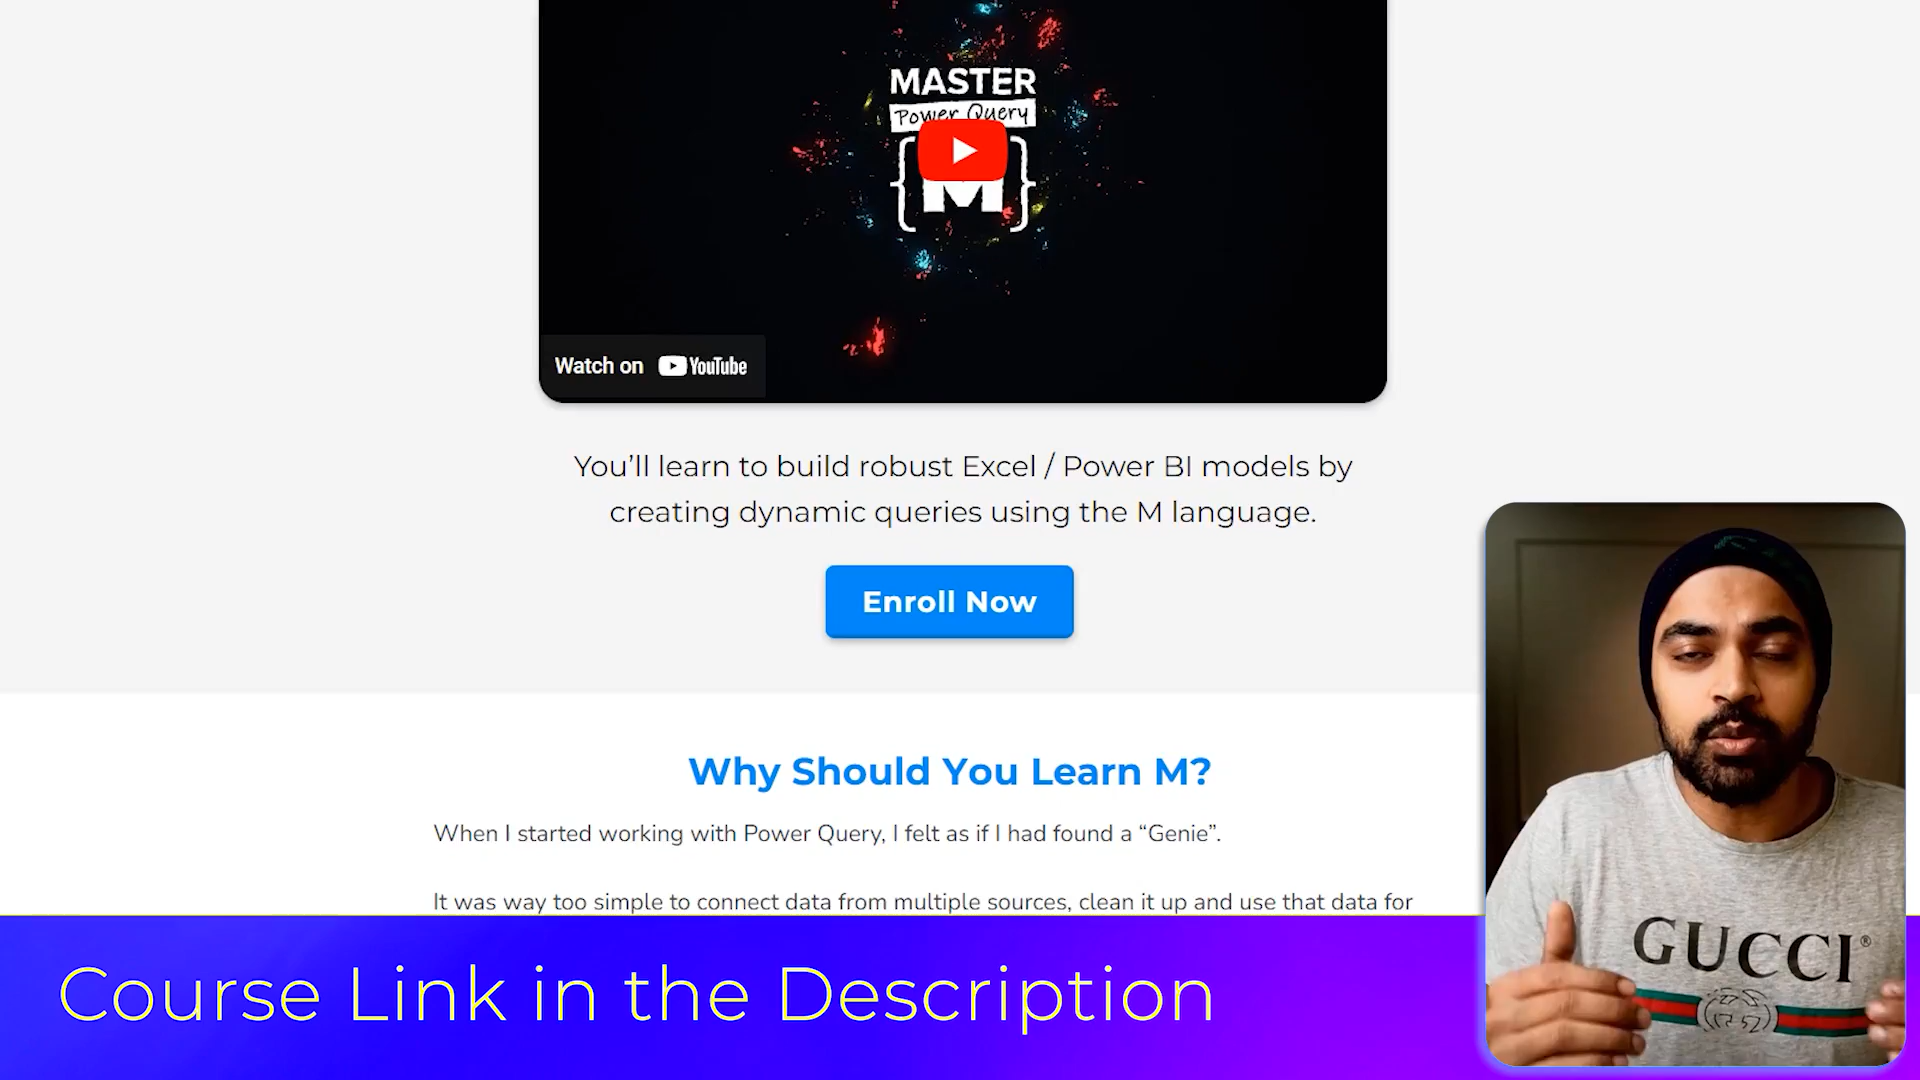 MASTER
Power Query
{M}
Watch on YouTube
You’ll learn to build robust Excel / Power BI models by
creating dynamic queries using the M language.
Enroll Now
Why Should You Learn M?
When I started working with Power Query, I felt as if I had found a “Genie”.
It was way too simple to connect data from multiple sources, clean it up and use that data for
GUCCI®
Course Link in the Description